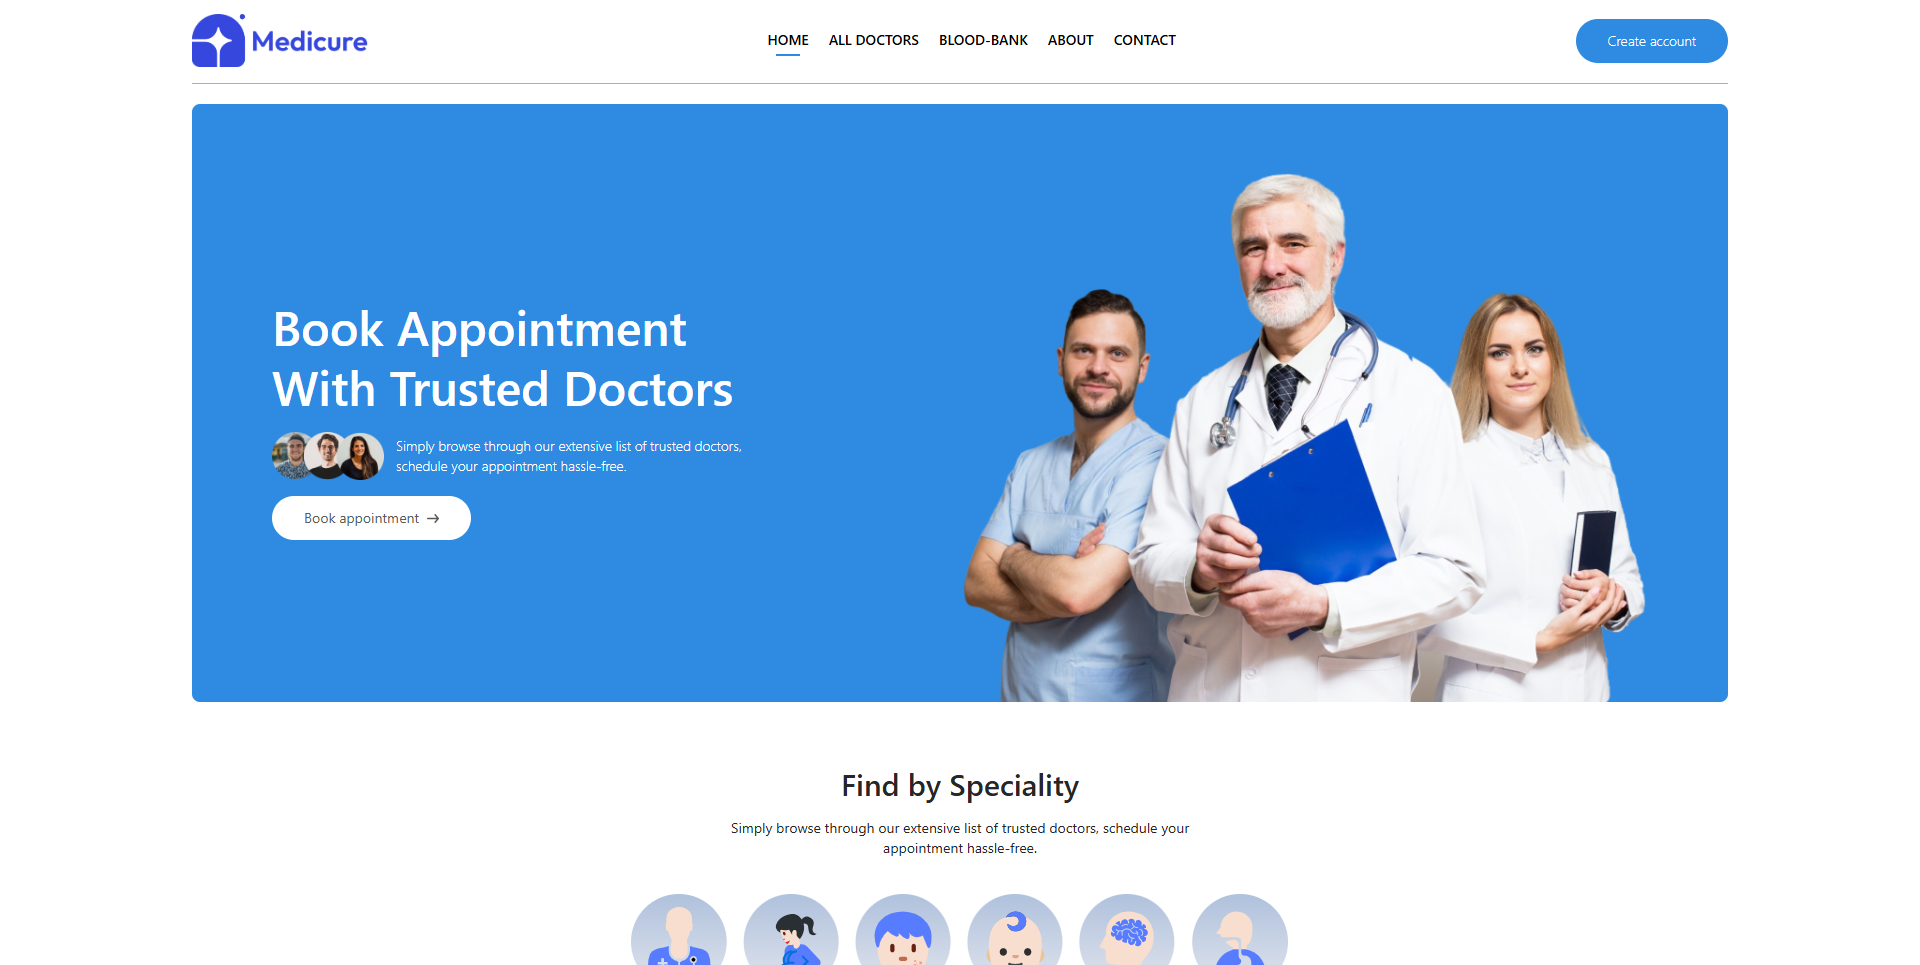 Medicure
HOME
ALL DOCTORS
BLOOD-BANK
ABOUT
CONTACT
Create account
Book Appointment
With Trusted Doctors
Simply browse through our extensive list of trusted doctors,
schedule your appointment hassle-free.
Book appointment →
Find by Speciality
Simply browse through our extensive list of trusted doctors, schedule your
appointment hassle-free.